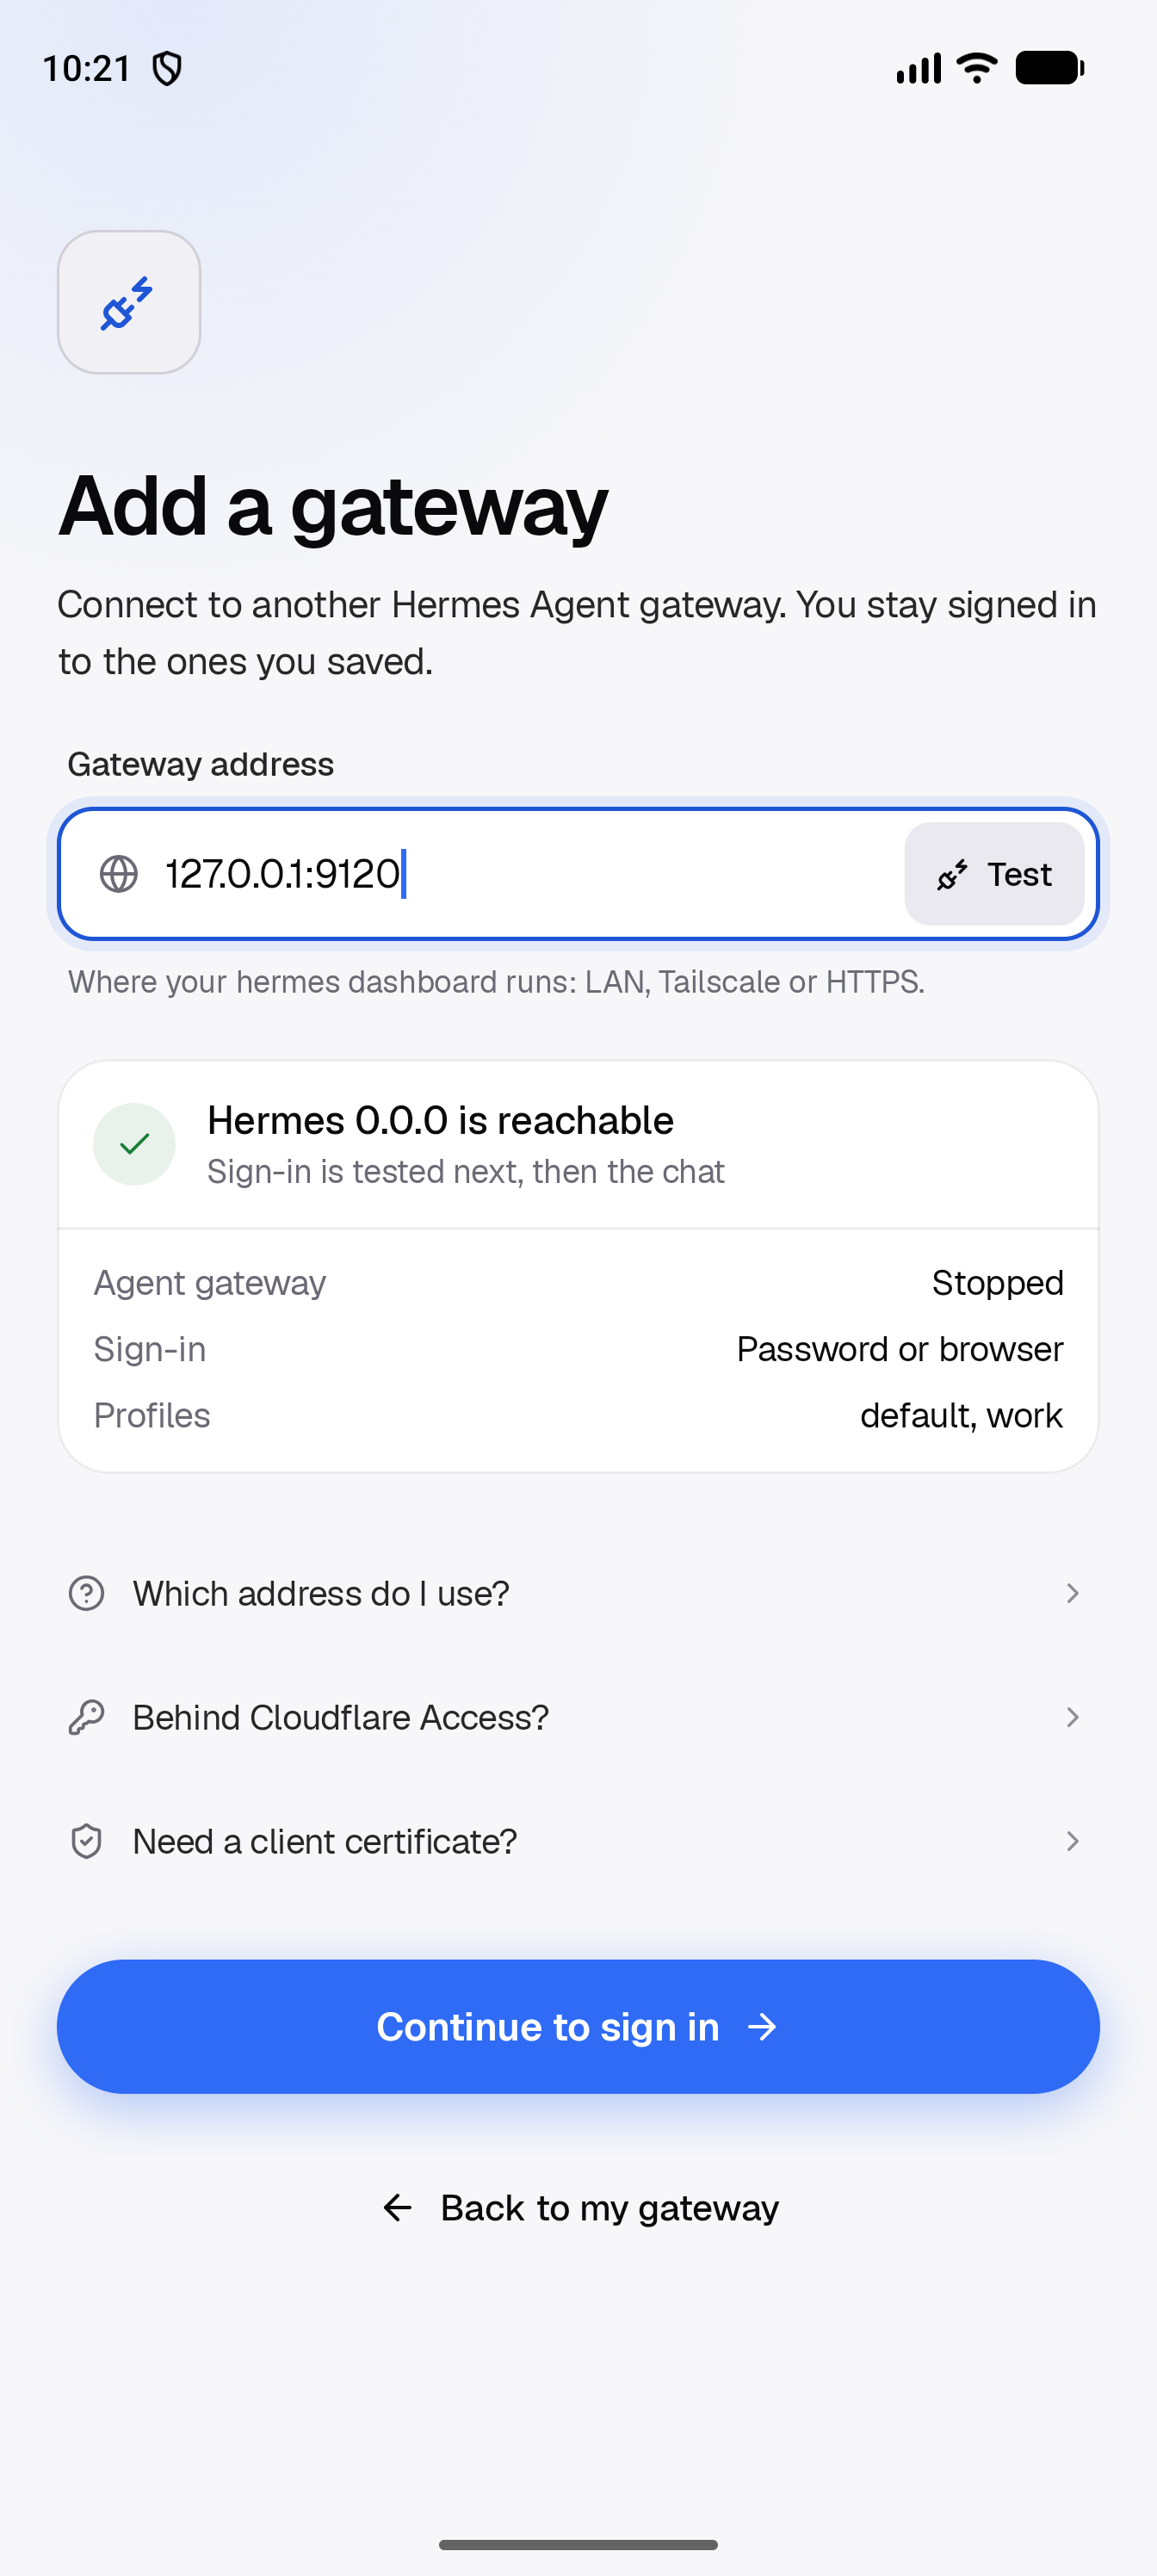 10:21
Add a gateway
Connect to another Hermes Agent gateway. You stay signed in
to the ones you saved.
Gateway address
127.0.0.1:9120
Test
Where your hermes dashboard runs: LAN, Tailscale or HTTPS.
Hermes 0.0.0 is reachable
Sign-in is tested next, then the chat
Agent gateway Stopped
Sign-in Password or browser
Profiles default, work
Which address do I use?
Behind Cloudflare Access?
Need a client certificate?
Continue to sign in
Back to my gateway